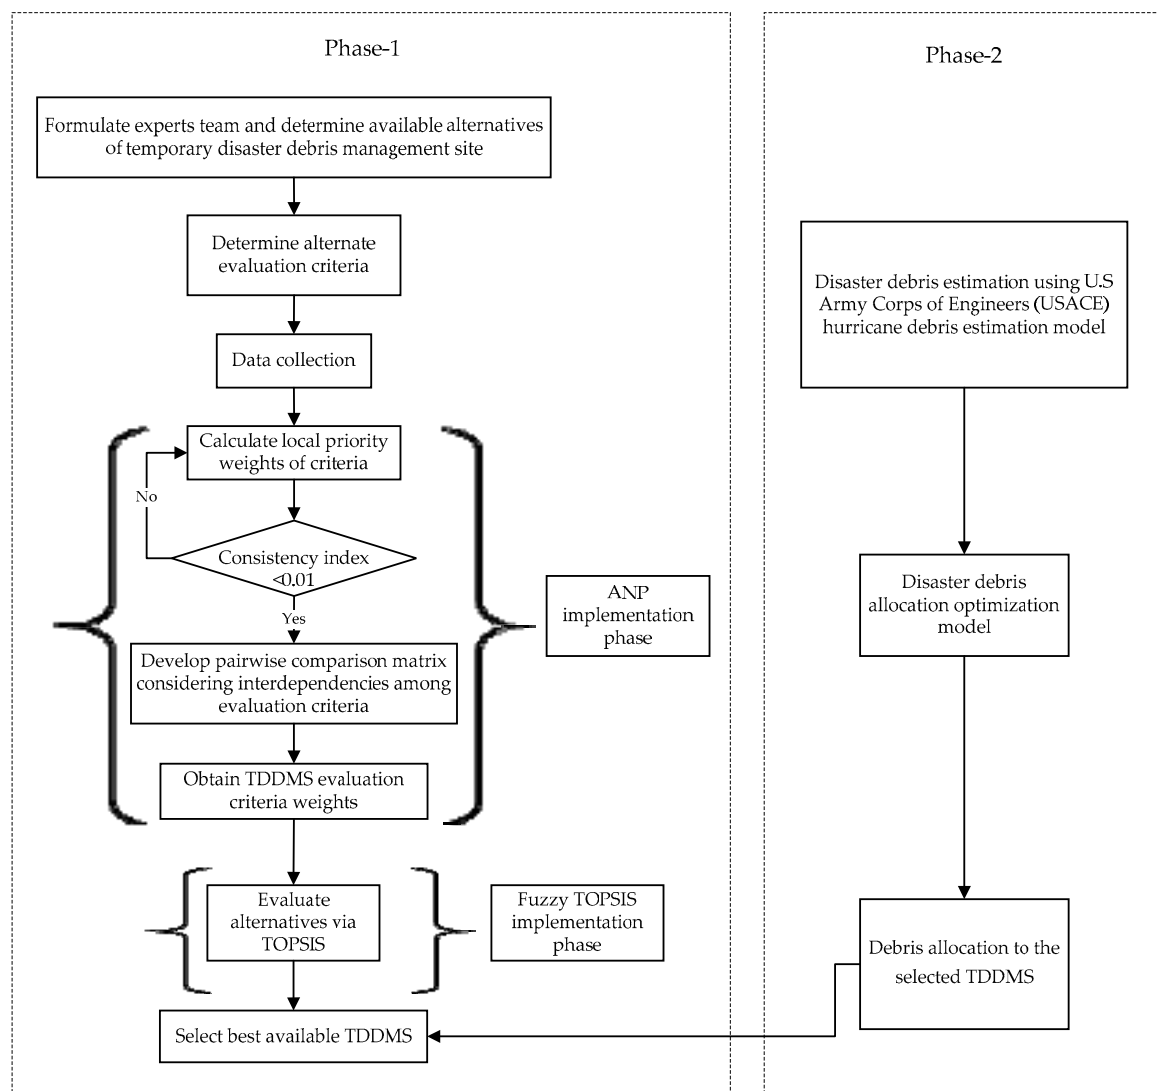 Phase-1
Formulate experts team and determine available alternatives
of temporary disaster debris management site
Determine alternate
evaluation criteria
Data collection
Calculate local priority
weights of criteria
No
Consistency index
<0.01
Yes
Develop pairwise comparison matrix
considering interdependencies among
evaluation criteria
Obtain TDDMS evaluation
criteria weights
ANP
implementation
phase
Evaluate
alternatives via
TOPSIS
Fuzzy TOPSIS
implementation
phase
Select best available TDDMS
Phase-2
Disaster debris estimation using U.S
Army Corps of Engineers (USACE)
hurricane debris estimation model
Disaster debris
allocation optimization
model
Debris allocation to the
selected TDDMS